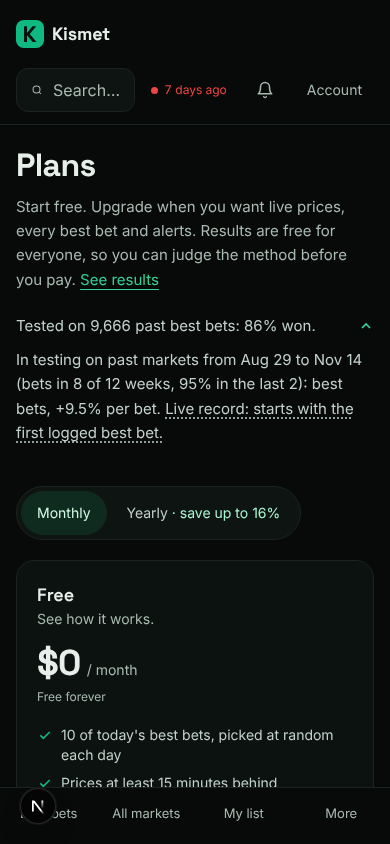 Kismet
Search...
7 days ago
Account
Plans
Start free. Upgrade when you want live prices,
every best bet and alerts. Results are free for
everyone, so you can judge the method before
you pay. See results
Tested on 9,666 past best bets: 86% won.
In testing on past markets from Aug 29 to Nov 14
(bets in 8 of 12 weeks, 95% in the last 2): best
bets, +9.5% per bet. Live record: starts with the
first logged best bet.
Monthly
Yearly · save up to 16%
Free
See how it works.
$0 / month
Free forever
10 of today's best bets, picked at random
each day
Prices at least 15 minutes behind
N
bets
All markets
My list
More